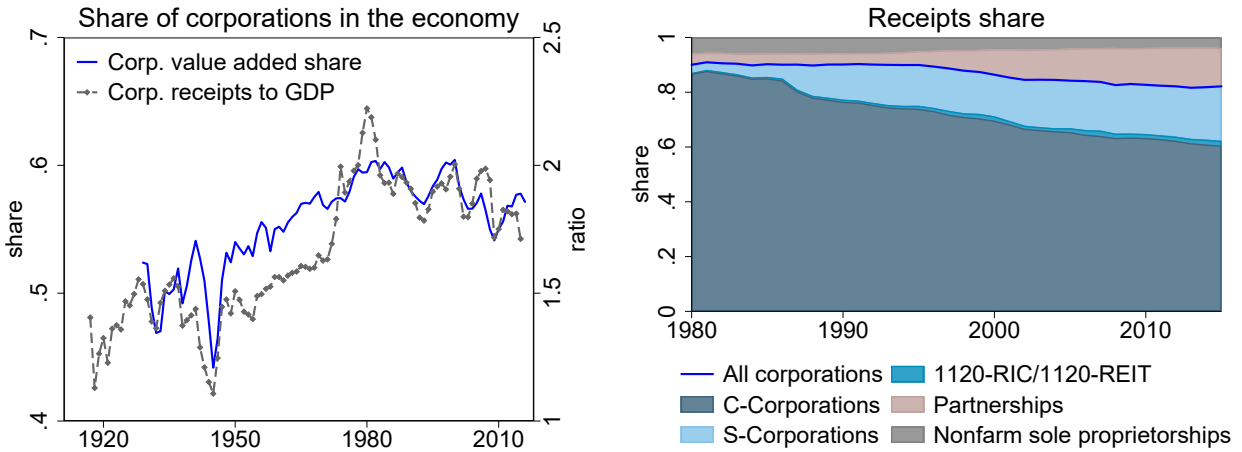 Share of corporations in the economy
.7
.6
.5
.4
share
Corp. value added share
Corp. receipts to GDP
2.5
2
1.5
1
ratio
1920
1950
1980
2010
Receipts share
1
.8
.6
.4
.2
0
share
1980
1990
2000
2010
All corporations
1120-RIC/1120-REIT
C-Corporations
Partnerships
S-Corporations
Nonfarm sole proprietorships